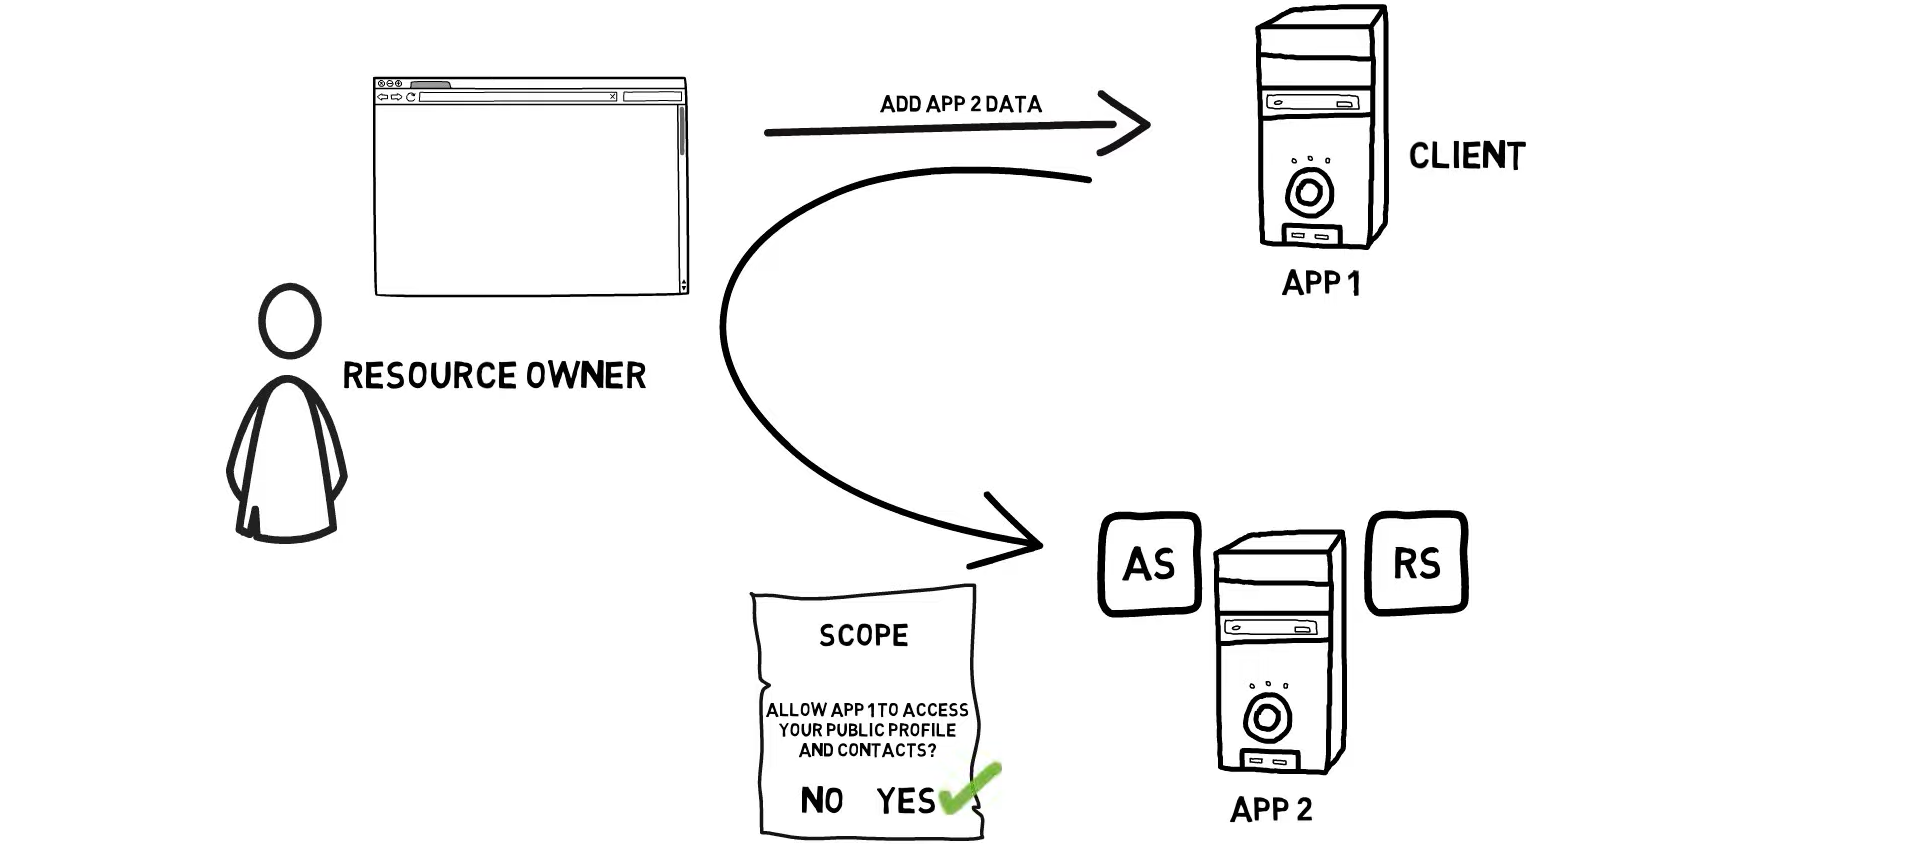 ADD APP 2 DATA
CLIENT
APP 1
RESOURCE OWNER
AS
RS
SCOPE
ALLOW APP 1 TO ACCESS
YOUR PUBLIC PROFILE
AND CONTACTS?
NO YES
APP 2